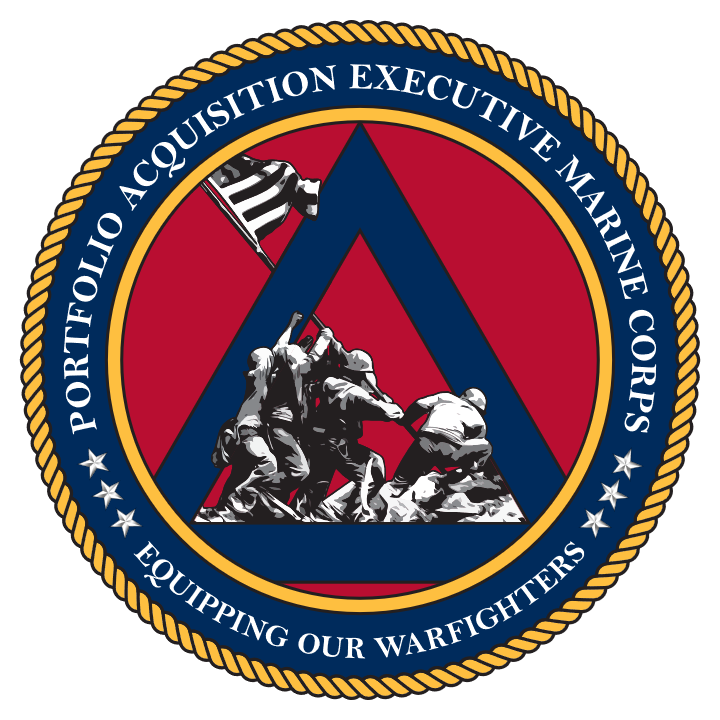 PORTFOLIO ACQUISITION EXECUTIVE MARINE CORPS
EQUIPPING OUR WARFIGHTERS